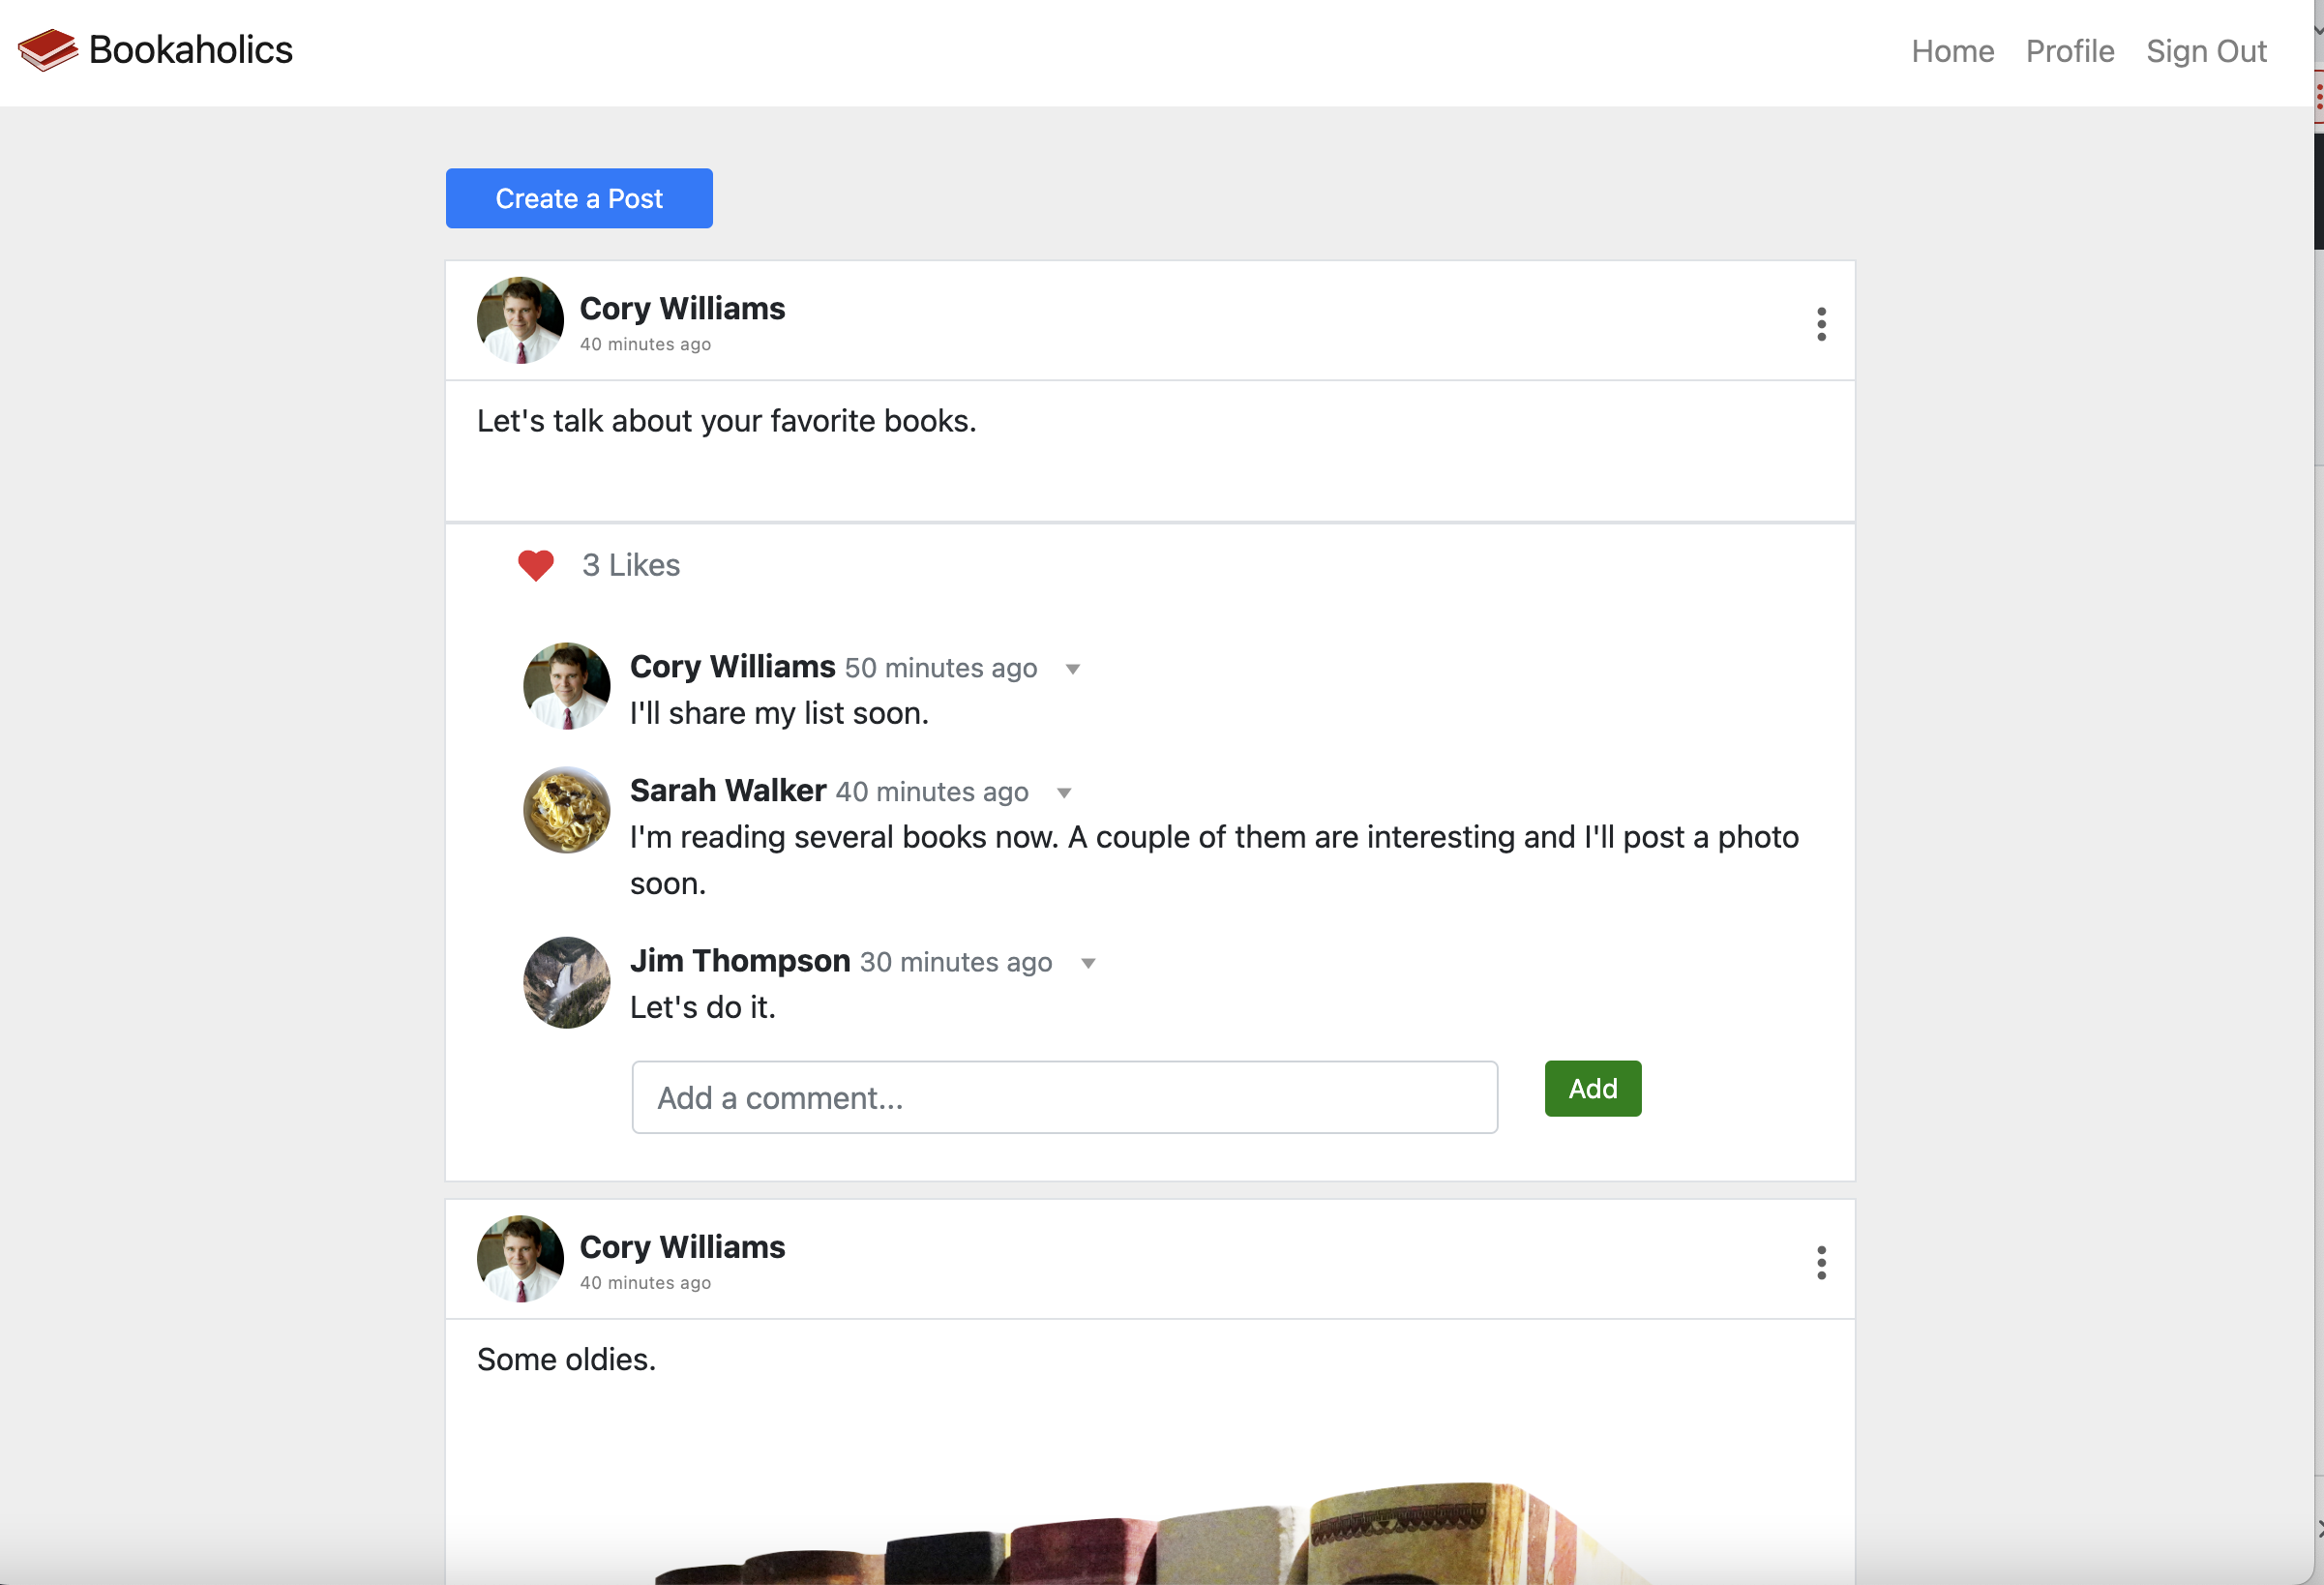 Bookaholics
Home Profile Sign Out
Create a Post
Cory Williams
40 minutes ago
Let's talk about your favorite books.
3 Likes
Cory Williams 50 minutes ago
I'll share my list soon.
Sarah Walker 40 minutes ago
I'm reading several books now. A couple of them are interesting and I'll post a photo
soon.
Jim Thompson 30 minutes ago
Let's do it.
Add a comment...
Add
Cory Williams
40 minutes ago
Some oldies.